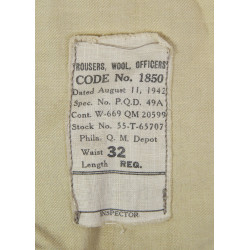 TROUSERS, WOOL, OFFICERS'
CODE No. 1850
Dated August 11, 1942
Spec. No. P.Q.D. 49A
Cont. W-669 QM 20599
Stock No. 55-T-65707
Phila. Q. M. Depot
Waist 32
Length REG.
INSPECTOR